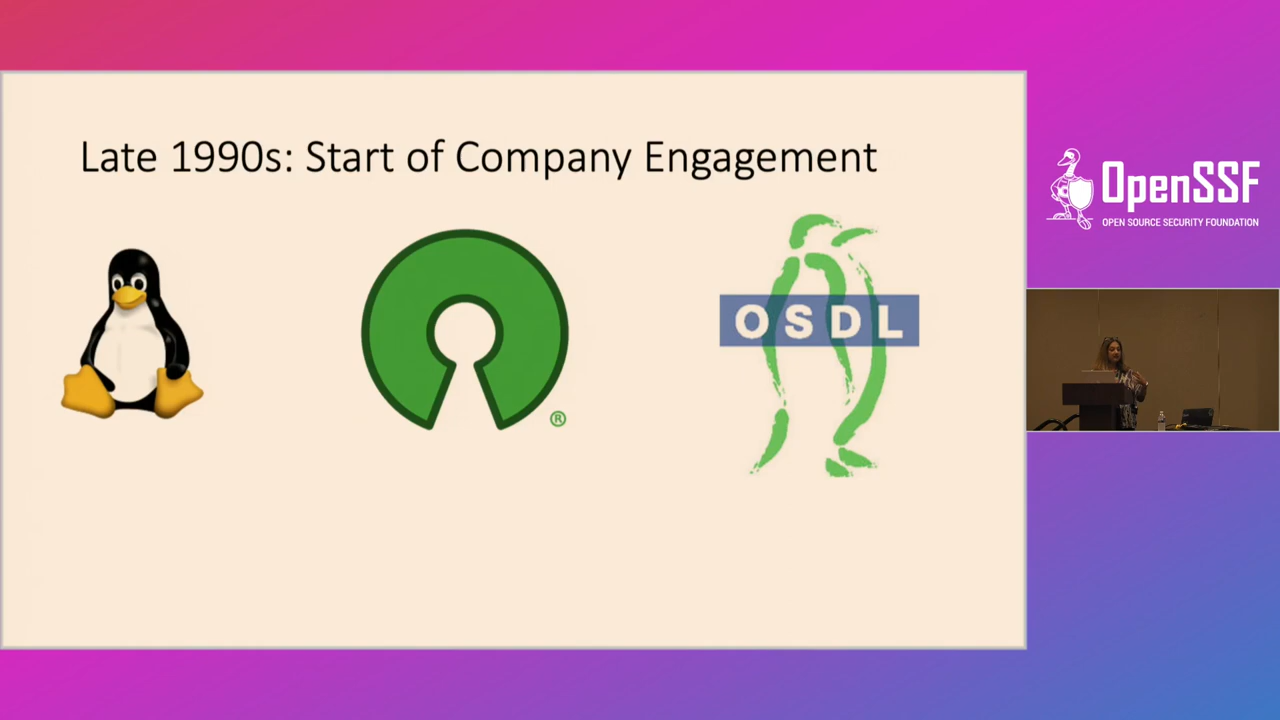 Late 1990s: Start of Company Engagement
®
OSDL
OpenSSF
OPEN SOURCE SECURITY FOUNDATION